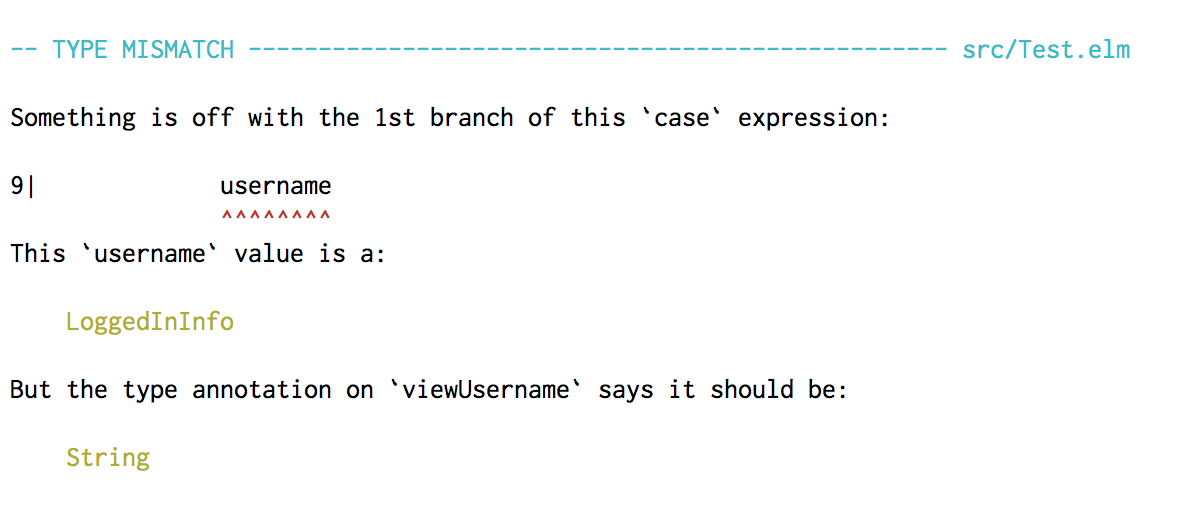 -- TYPE MISMATCH -------------------------------------------------- src/Test.elm
Something is off with the 1st branch of this `case` expression:
9|             username
               ^^^^^^^^
This `username` value is a:
    LoggedInInfo
But the type annotation on `viewUsername` says it should be:
    String